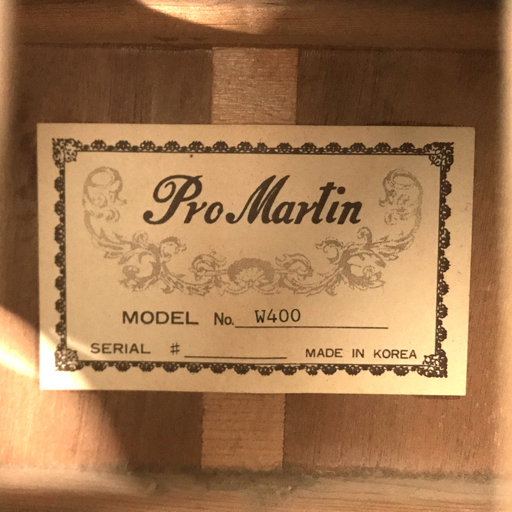 Pro Martin
MODEL No. W400
SERIAL # MADE IN KOREA